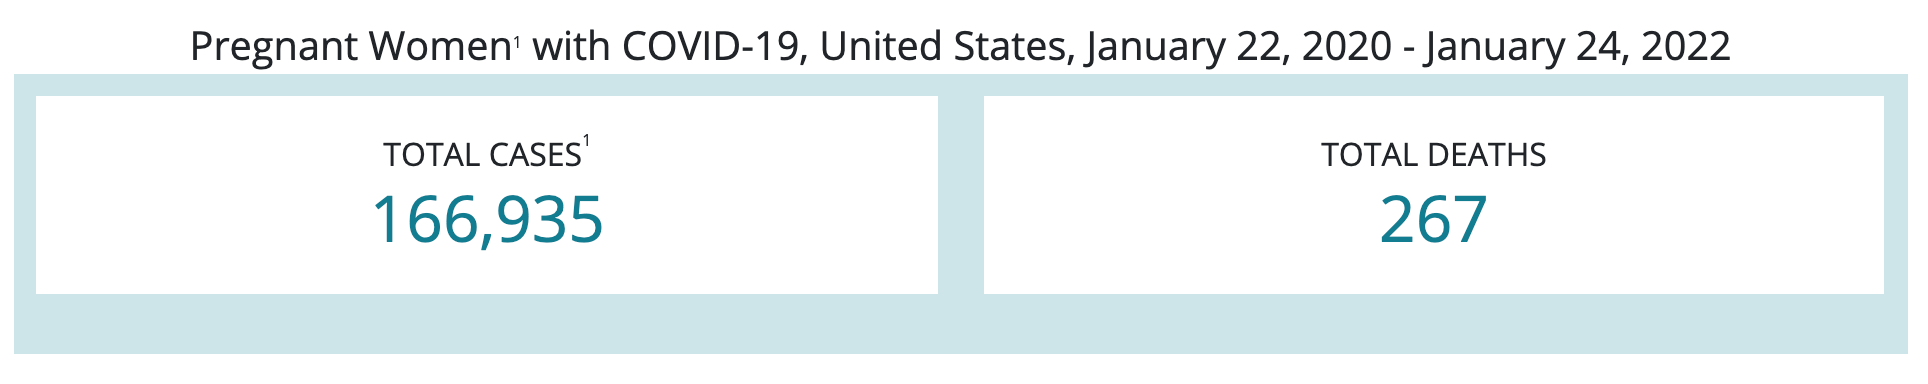 Pregnant Women¹ with COVID-19, United States, January 22, 2020 - January 24, 2022
TOTAL CASES¹
166,935
TOTAL DEATHS
267